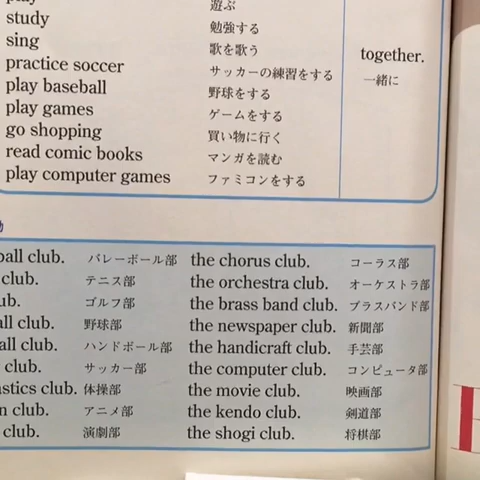 遊ぶ
study 勉強する
sing 歌を歌う
practice soccer サッカーの練習をする
play baseball 野球をする
play games ゲームをする
go shopping 買い物に行く
read comic books マンガを読む
play computer games ファミコンをする
together.
一緒に
club. バレーボール部 the chorus club. コーラス部
club. テニス部 the orchestra club. オーケストラ部
ゴルフ部 the brass band club. ブラスバンド部
club. 野球部 the newspaper club. 新聞部
club. ハンドボール部 the handicraft club. 手芸部
club. サッカー部 the computer club. コンピュータ部
club. 体操部 the movie club. 映画部
club. アニメ部 the kendo club. 剣道部
club. 演劇部 the shogi club. 将棋部